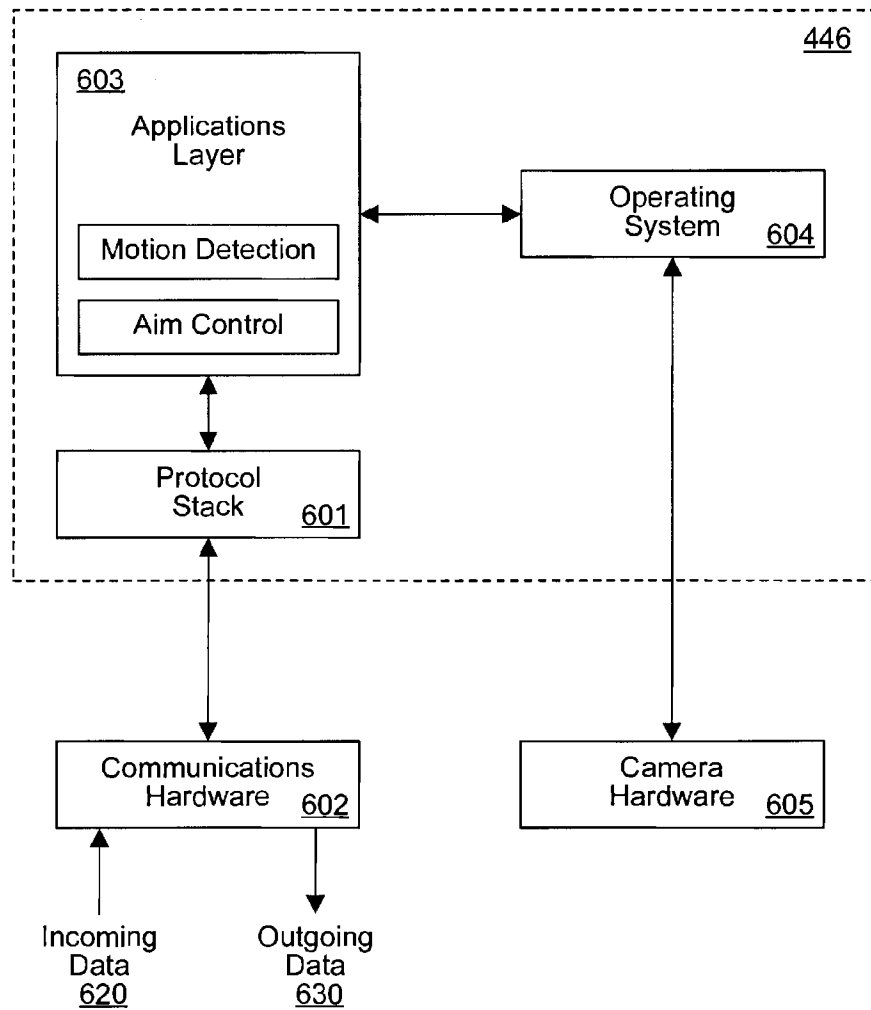 446
603
Applications
Layer
Motion Detection
Aim Control
Operating
System
604
Protocol
Stack
601
Communications
Hardware
602
Camera
Hardware
605
Incoming
Data
620
Outgoing
Data
630